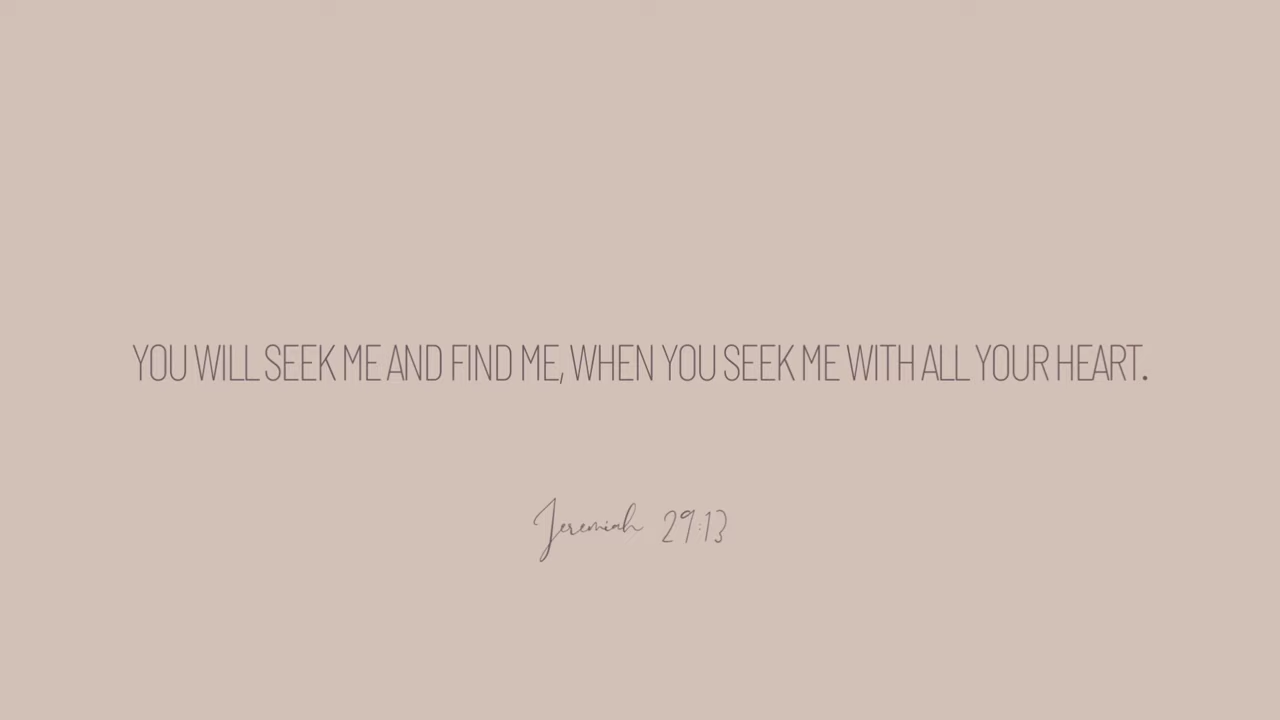 YOU WILL SEEK ME AND FIND ME, WHEN YOU SEEK ME WITH ALL YOUR HEART.
Jeremiah 29:13